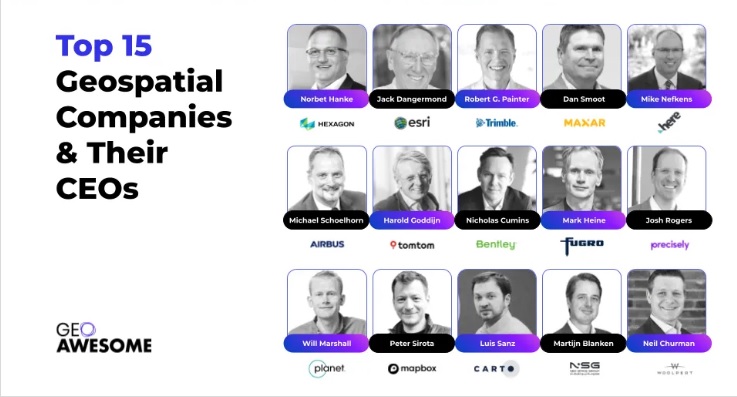 Top 15
Geospatial
Companies
& Their
CEOs
Norbet Hanke
Jack Dangermond
Robert G. Painter
Dan Smoot
Mike Nefkens
HEXAGON
esri
Trimble
MAXAR
here
Michael Schoelhorn
Harold Goddijn
Nicholas Cumins
Mark Heine
Josh Rogers
AIRBUS
tomtom
Bentley
FUGRO
precisely
Will Marshall
Peter Sirota
Luis Sanz
Martijn Blanken
Neil Churman
planet.
mapbox
CARTO
NSG
WOOLPERT
GEO
AWESOME